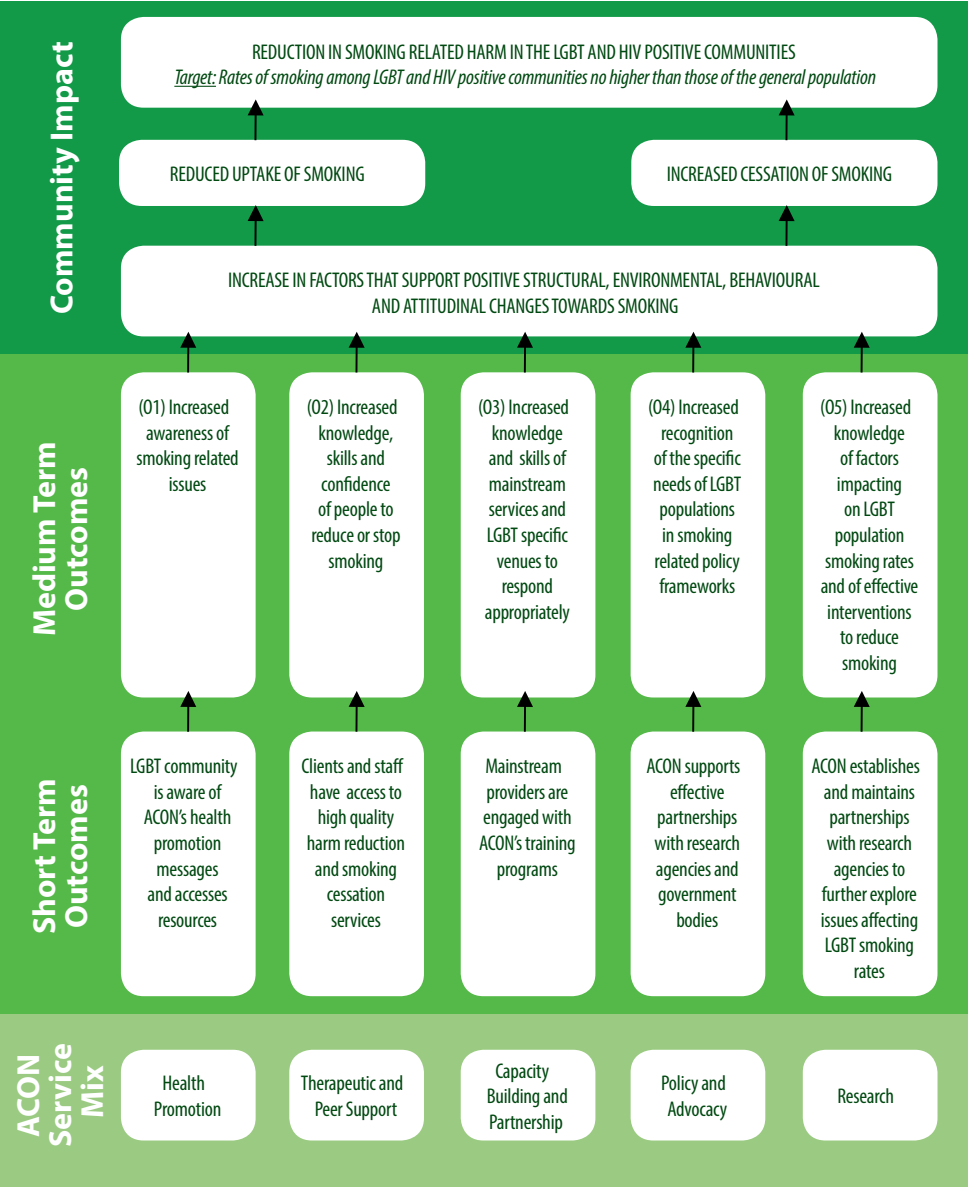 Community Impact
REDUCTION IN SMOKING RELATED HARM IN THE LGBT AND HIV POSITIVE COMMUNITIES
Target: Rates of smoking among LGBT and HIV positive communities no higher than those of the general population
REDUCED UPTAKE OF SMOKING
INCREASED CESSATION OF SMOKING
INCREASE IN FACTORS THAT SUPPORT POSITIVE STRUCTURAL, ENVIRONMENTAL, BEHAVIOURAL
AND ATTITUDINAL CHANGES TOWARDS SMOKING
Medium Term
Outcomes
(O1) Increased
awareness of
smoking related
issues
(O2) Increased
knowledge,
skills and
confidence
of people to
reduce or stop
smoking
(O3) Increased
knowledge
and skills of
mainstream
services and
LGBT specific
venues to
respond
appropriately
(O4) Increased
recognition
of the specific
needs of LGBT
populations
in smoking
related policy
frameworks
(O5) Increased
knowledge
of factors
impacting
on LGBT
population
smoking rates
and of effective
interventions
to reduce
smoking
Short Term
Outcomes
LGBT community
is aware of
ACON's health
promotion
messages
and accesses
resources
Clients and staff
have access to
high quality
harm reduction
and smoking
cessation
services
Mainstream
providers are
engaged with
ACON's training
programs
ACON supports
effective
partnerships
with research
agencies and
government
bodies
ACON establishes
and maintains
partnerships
with research
agencies to
further explore
issues affecting
LGBT smoking
rates
ACON
Service
Mix
Health
Promotion
Therapeutic and
Peer Support
Capacity
Building and
Partnership
Policy and
Advocacy
Research